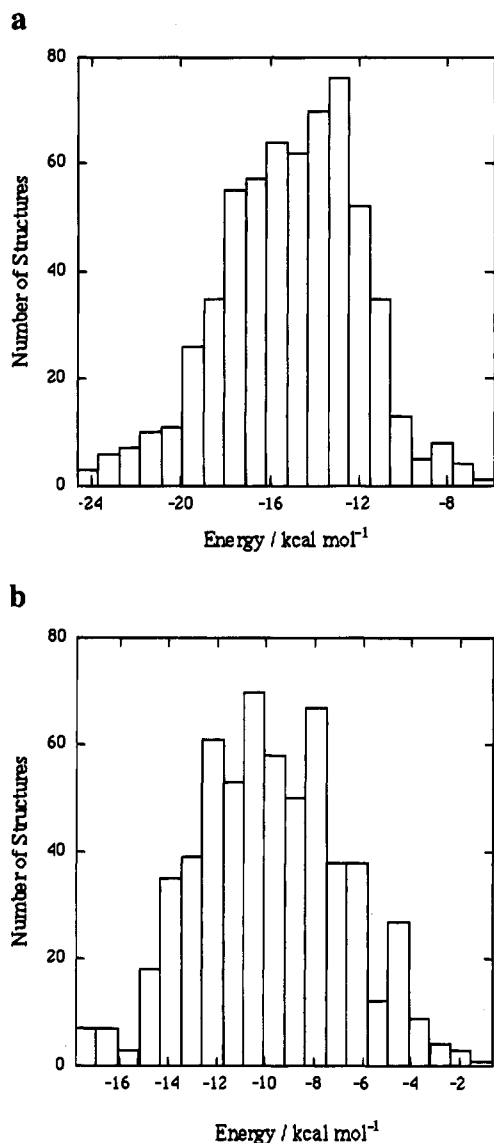 a
80
60
40
20
0
Number of Structures
-24 -20 -16 -12 -8
Energy / kcal mol⁻¹
b
80
60
40
20
0
Number of Structures
-16 -14 -12 -10 -8 -6 -4 -2
Energy / kcal mol⁻¹